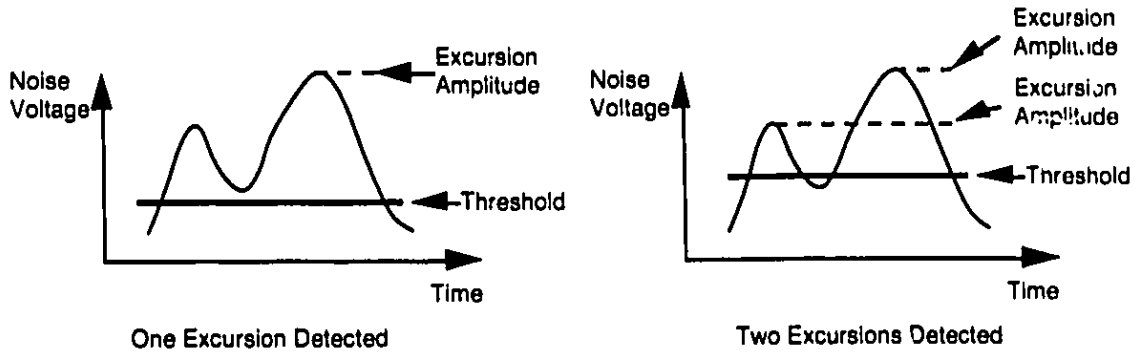 Noise
Voltage
Excursion
Amplitude
Threshold
Time
One Excursion Detected
Noise
Voltage
Excursion
Amplitude
Excursion
Amplitude
Threshold
Time
Two Excursions Detected